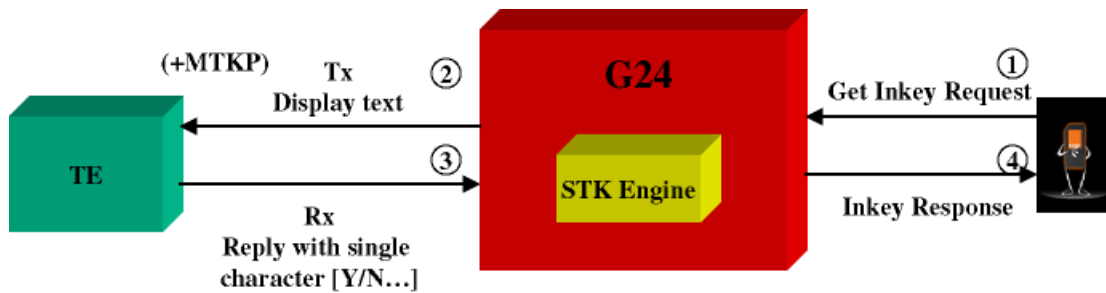 (+MTKP)
Tx
Display text
②
TE
③
Rx
Reply with single
character [Y/N…]
G24
STK Engine
①
Get Inkey Request
④
Inkey Response